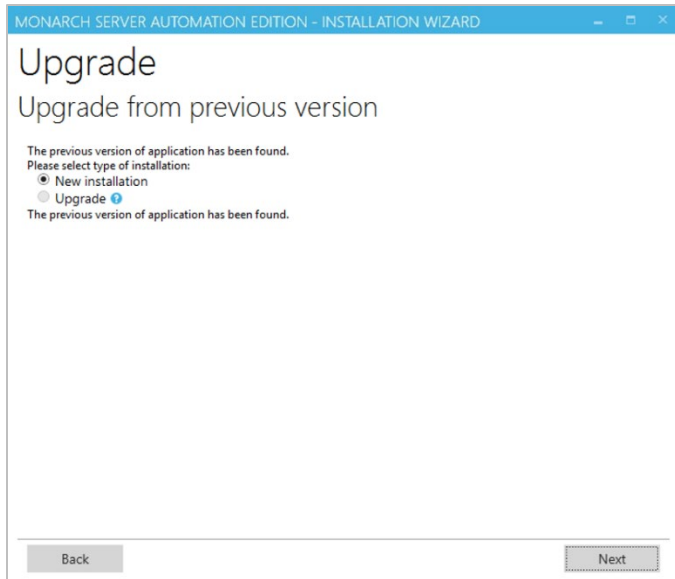 MONARCH SERVER AUTOMATION EDITION - INSTALLATION WIZARD
Upgrade
Upgrade from previous version
The previous version of application has been found.
Please select type of installation:
New installation
Upgrade ?
The previous version of application has been found.
Back
Next